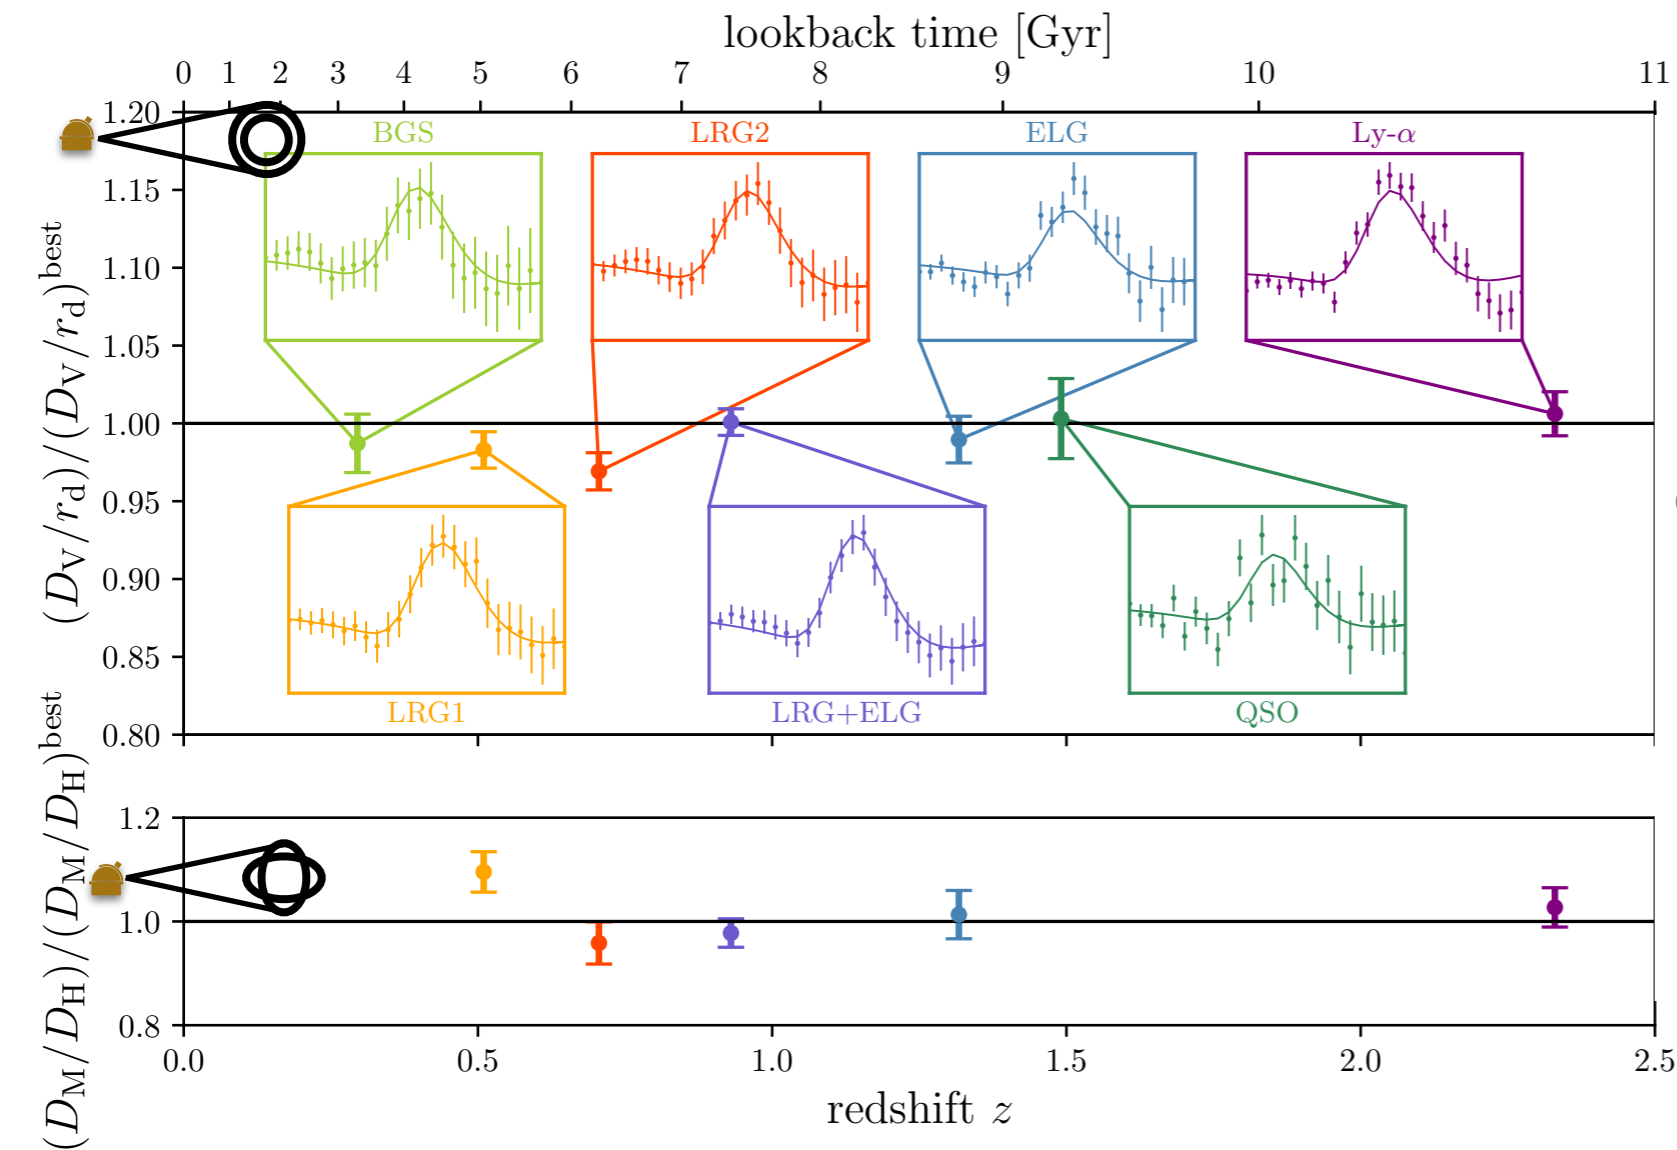 lookback time [Gyr]
0 1 2 3 4 5 6 7 8 9 10 11
(D_V/r_d)/(D_V/r_d)^best
1.20
1.15
1.10
1.05
1.00
0.95
0.90
0.85
0.80
BGS LRG2 ELG Ly-α
LRG1 LRG+ELG QSO
(D_M/D_H)/(D_M/D_H)^best
1.2
1.0
0.8
0.0 0.5 1.0 1.5 2.0 2.5
redshift z